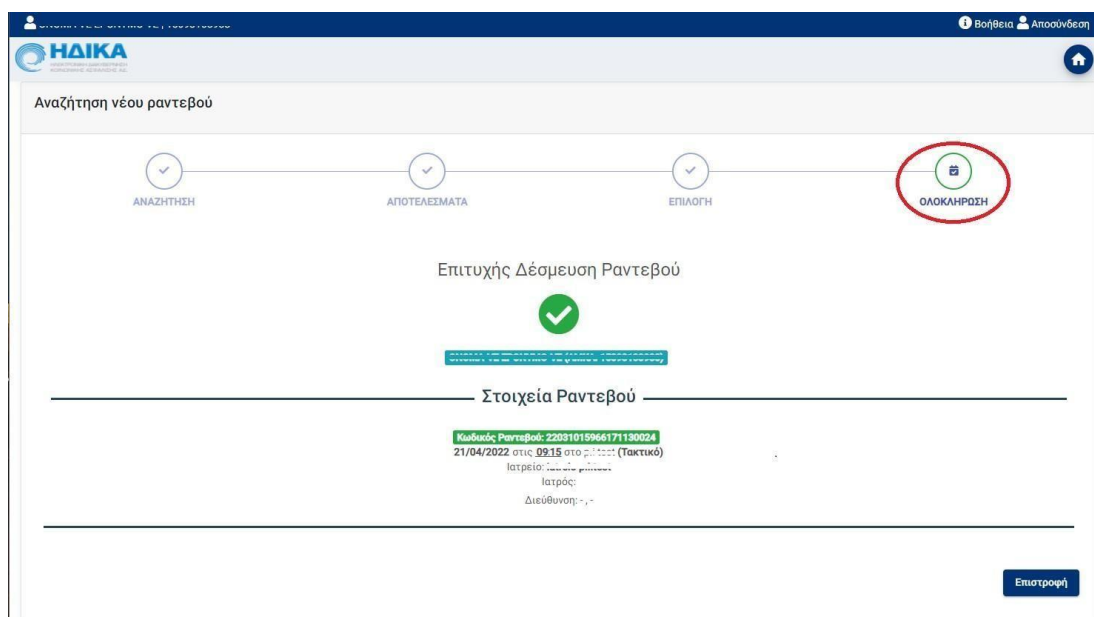 Βοήθεια Αποσύνδεση
ΗΔΙΚΑ
Αναζήτηση νέου ραντεβού
ΑΝΑΖΗΤΗΣΗ ΑΠΟΤΕΛΕΣΜΑΤΑ ΕΠΙΛΟΓΗ ΟΛΟΚΛΗΡΩΣΗ
Επιτυχής Δέσμευση Ραντεβού
Στοιχεία Ραντεβού
Κωδικός Ραντεβού: 22031015966171130024
21/04/2022 στις 09:15 στο (Τακτικό)
Ιατρείο:
Ιατρός:
Διεύθυνση: - , -
Επιστροφή